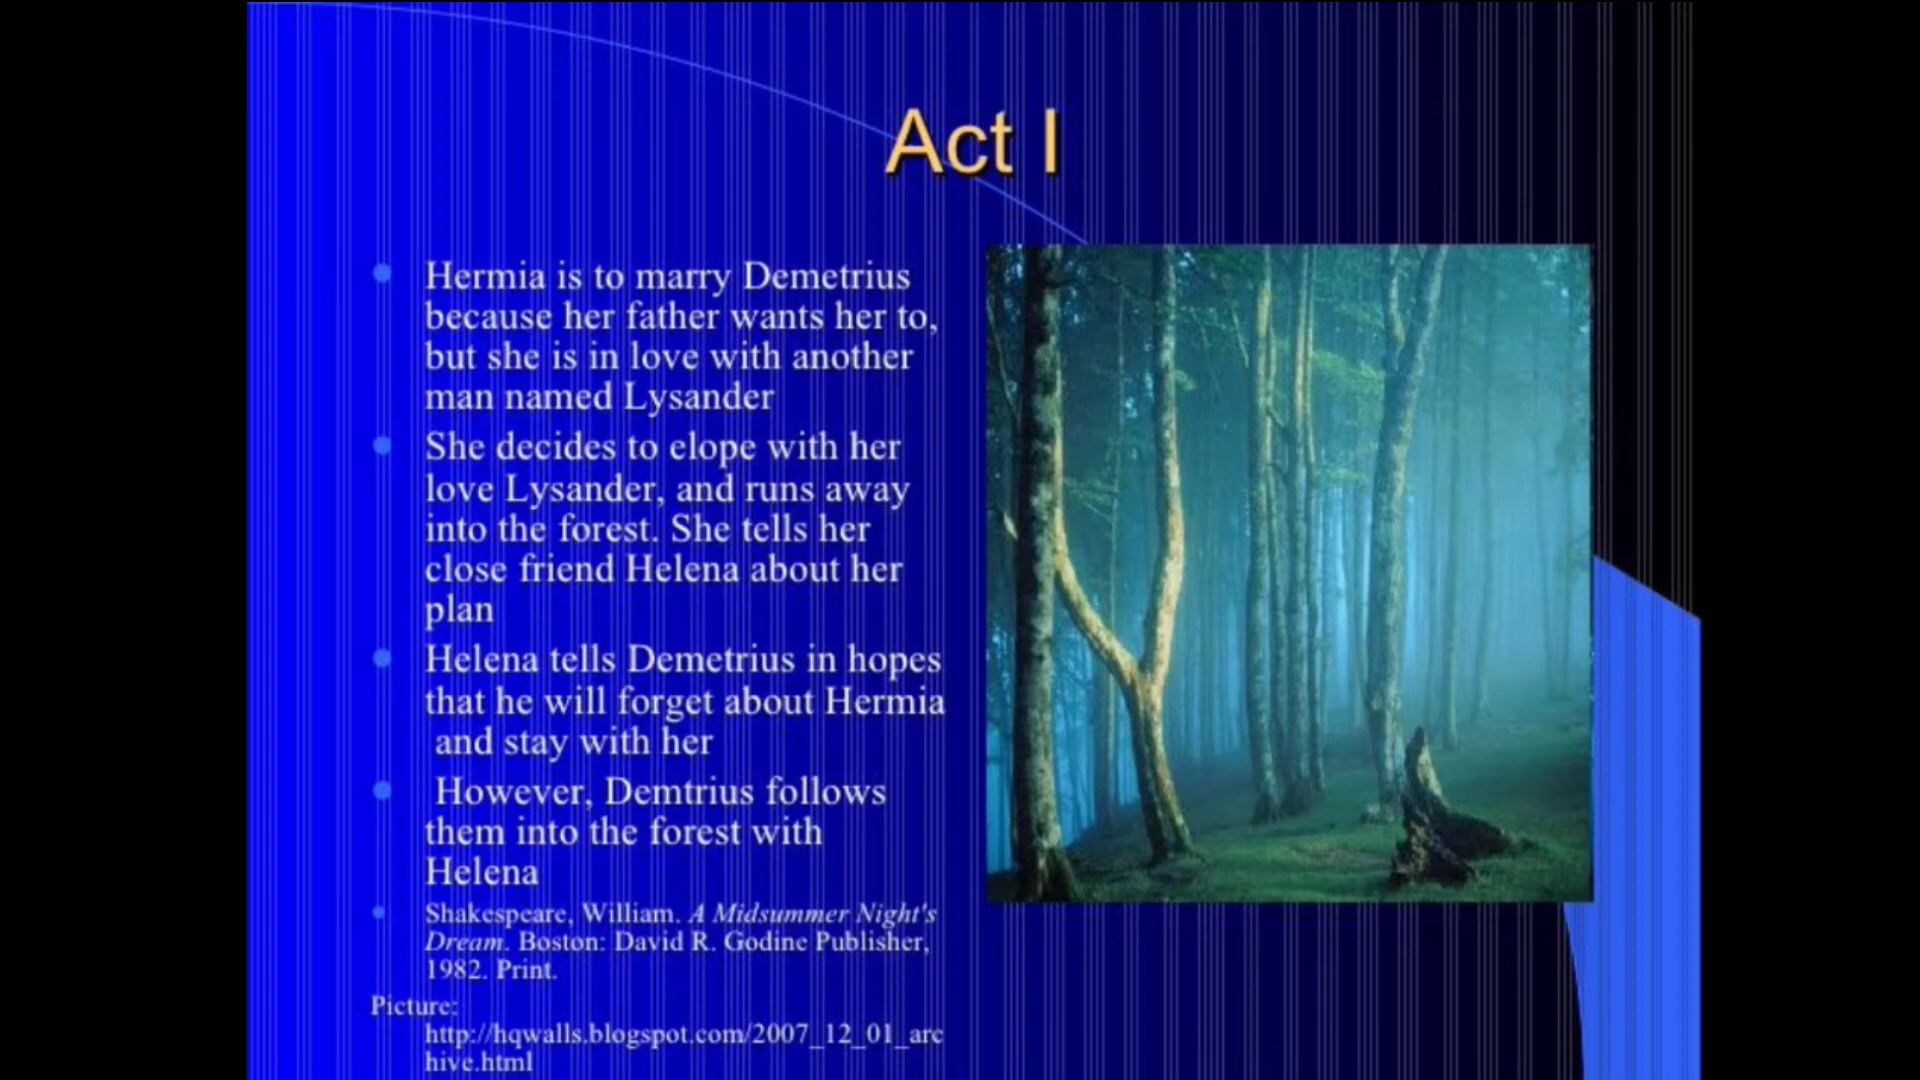 Act I
Hermia is to marry Demetrius
because her father wants her to,
but she is in love with another
man named Lysander
She decides to elope with her
love Lysander, and runs away
into the forest. She tells her
close friend Helena about her
plan
Helena tells Demetrius in hopes
that he will forget about Hermia
and stay with her
However, Demtrius follows
them into the forest with
Helena
Shakespeare, William. A Midsummer Night's
Dream. Boston: David R. Godine Publisher,
1982. Print.
Picture:
http://hqwalls.blogspot.com/2007_12_01_arc
hive.html